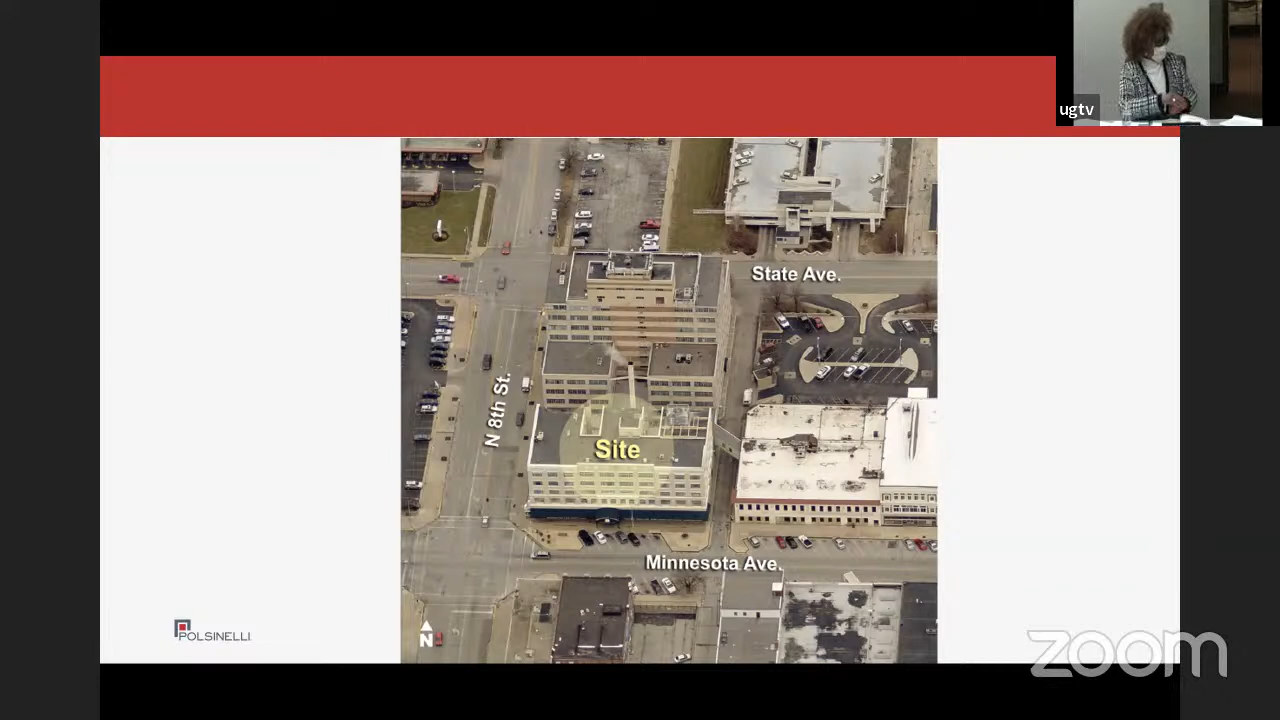 ugtv
State Ave.
N 8th St.
Site
Minnesota Ave.
N
POLSINELLI
zoom